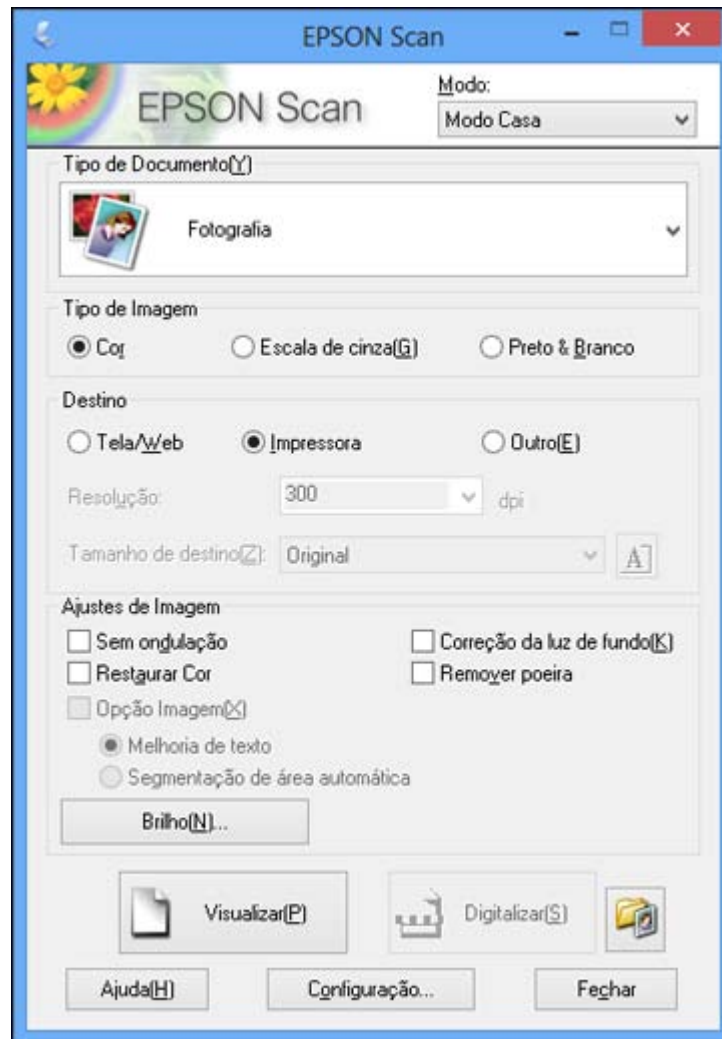 EPSON Scan
EPSON Scan
Modo:
Modo Casa
Tipo de Documento(Y)
Fotografia
Tipo de Imagem
Cor
Escala de cinza(G)
Preto & Branco
Destino
Tela/Web
Impressora
Outro(E)
Resolução:
300
dpi
Tamanho de destino(Z):
Original
A
Ajustes de Imagem
Sem ondulação
Correção da luz de fundo(K)
Restaurar Cor
Remover poeira
Opção Imagem(X)
Melhoria de texto
Segmentação de área automática
Brilho(N)...
Visualizar(P)
Digitalizar(S)
Ajuda(H)
Configuração...
Fechar